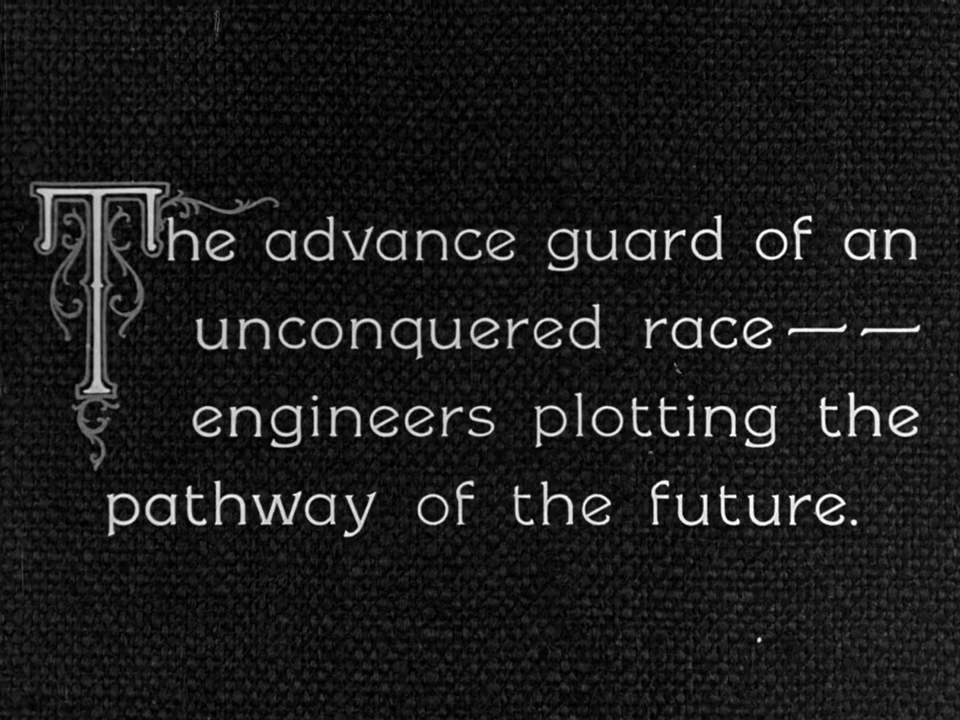 The advance guard of an
unconquered race——
engineers plotting the
pathway of the future.